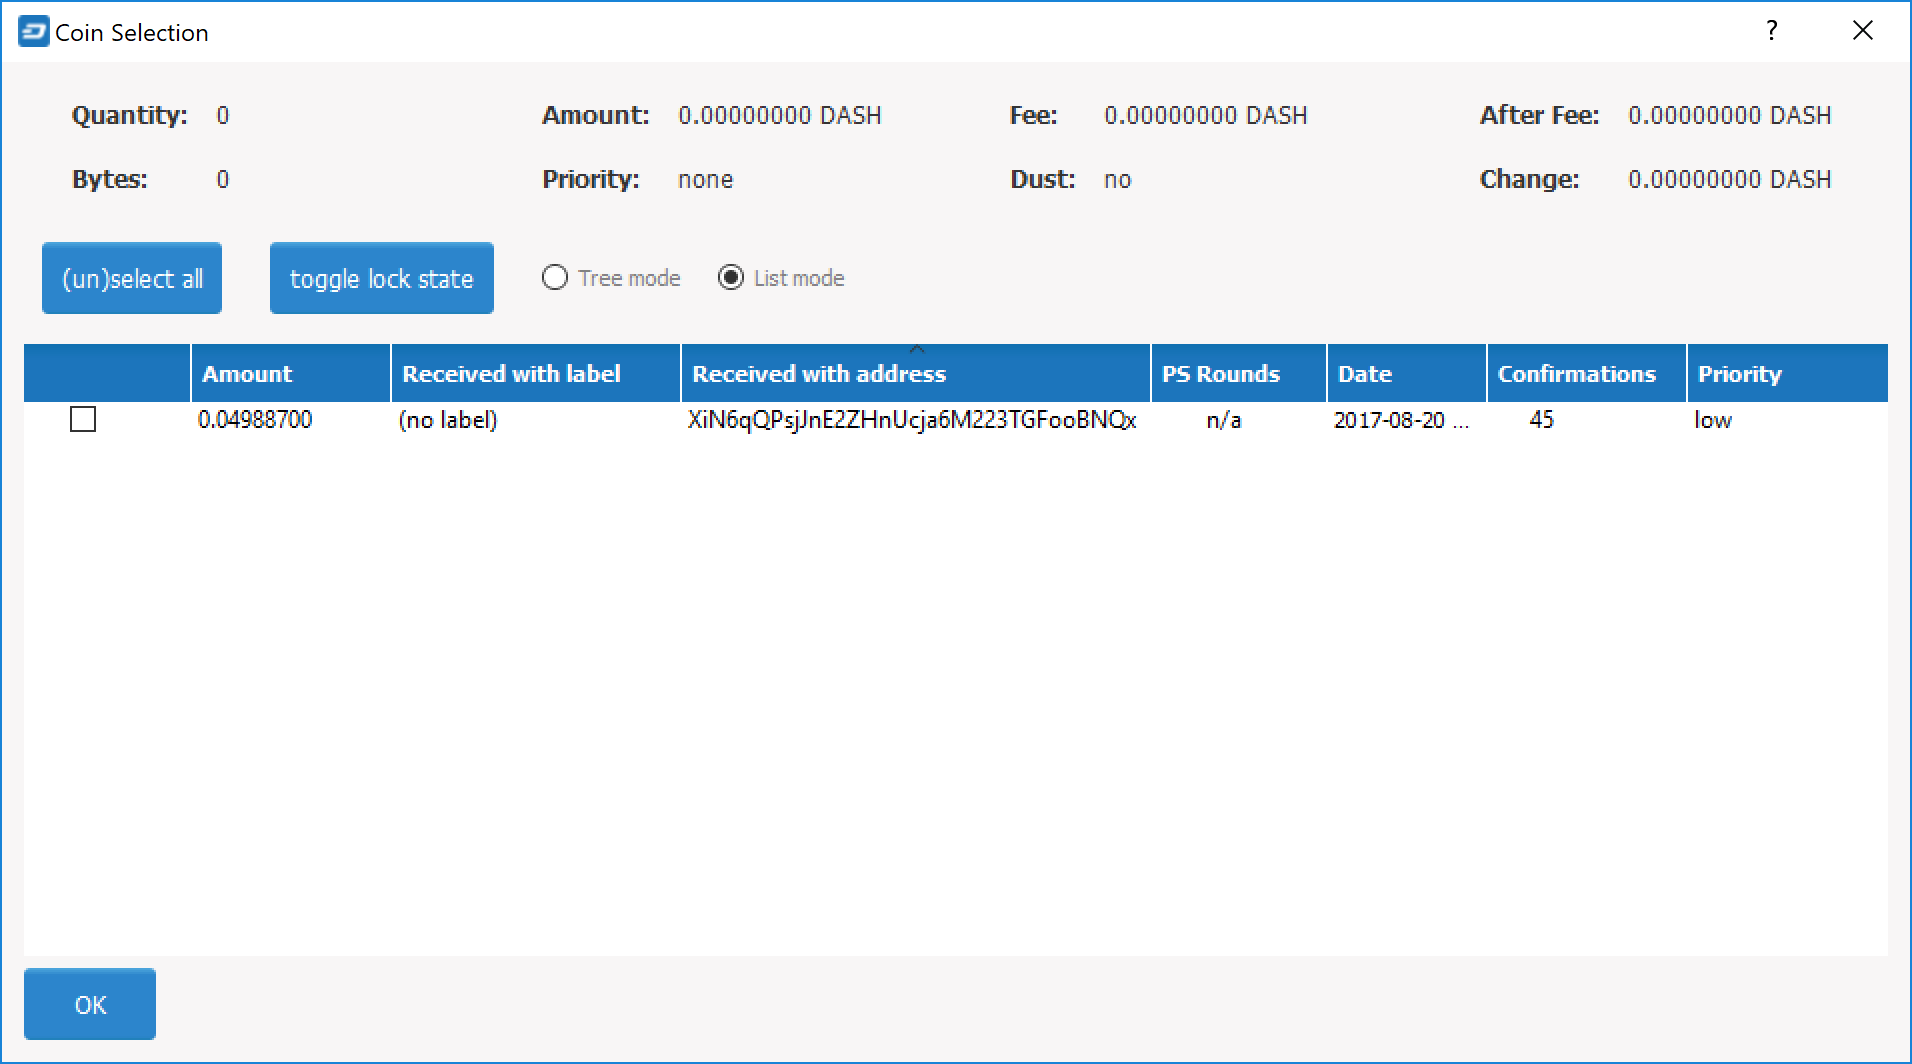 Coin Selection ?
Quantity: 0 Amount: 0.00000000 DASH Fee: 0.00000000 DASH After Fee: 0.00000000 DASH
Bytes: 0 Priority: none Dust: no Change: 0.00000000 DASH
(un)select all toggle lock state Tree mode List mode
Amount Received with label Received with address PS Rounds Date Confirmations Priority
0.04988700 (no label) XiN6qQPsjJnE2ZHnUcja6M223TGFooBNQx n/a 2017-08-20 ... 45 low
OK